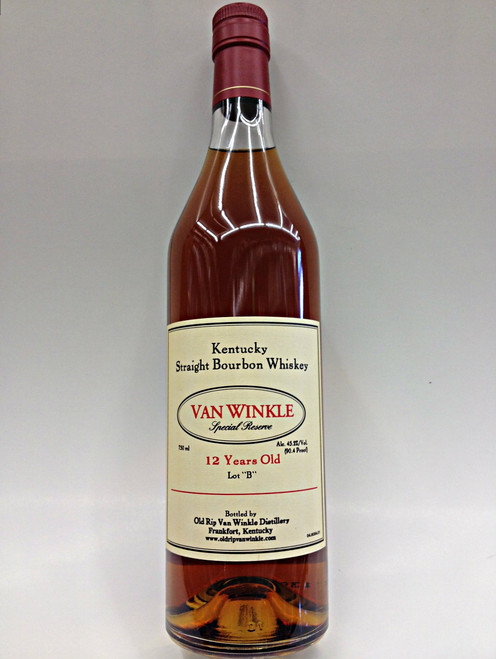 Kentucky
Straight Bourbon Whiskey
VAN WINKLE
Special Reserve
750 ml
Alc. 45.2%/Vol.
(90.4 Proof)
12 Years Old
Lot "B"
Bottled by
Old Rip Van Winkle Distillery
Frankfort, Kentucky
www.oldripvanwinkle.com